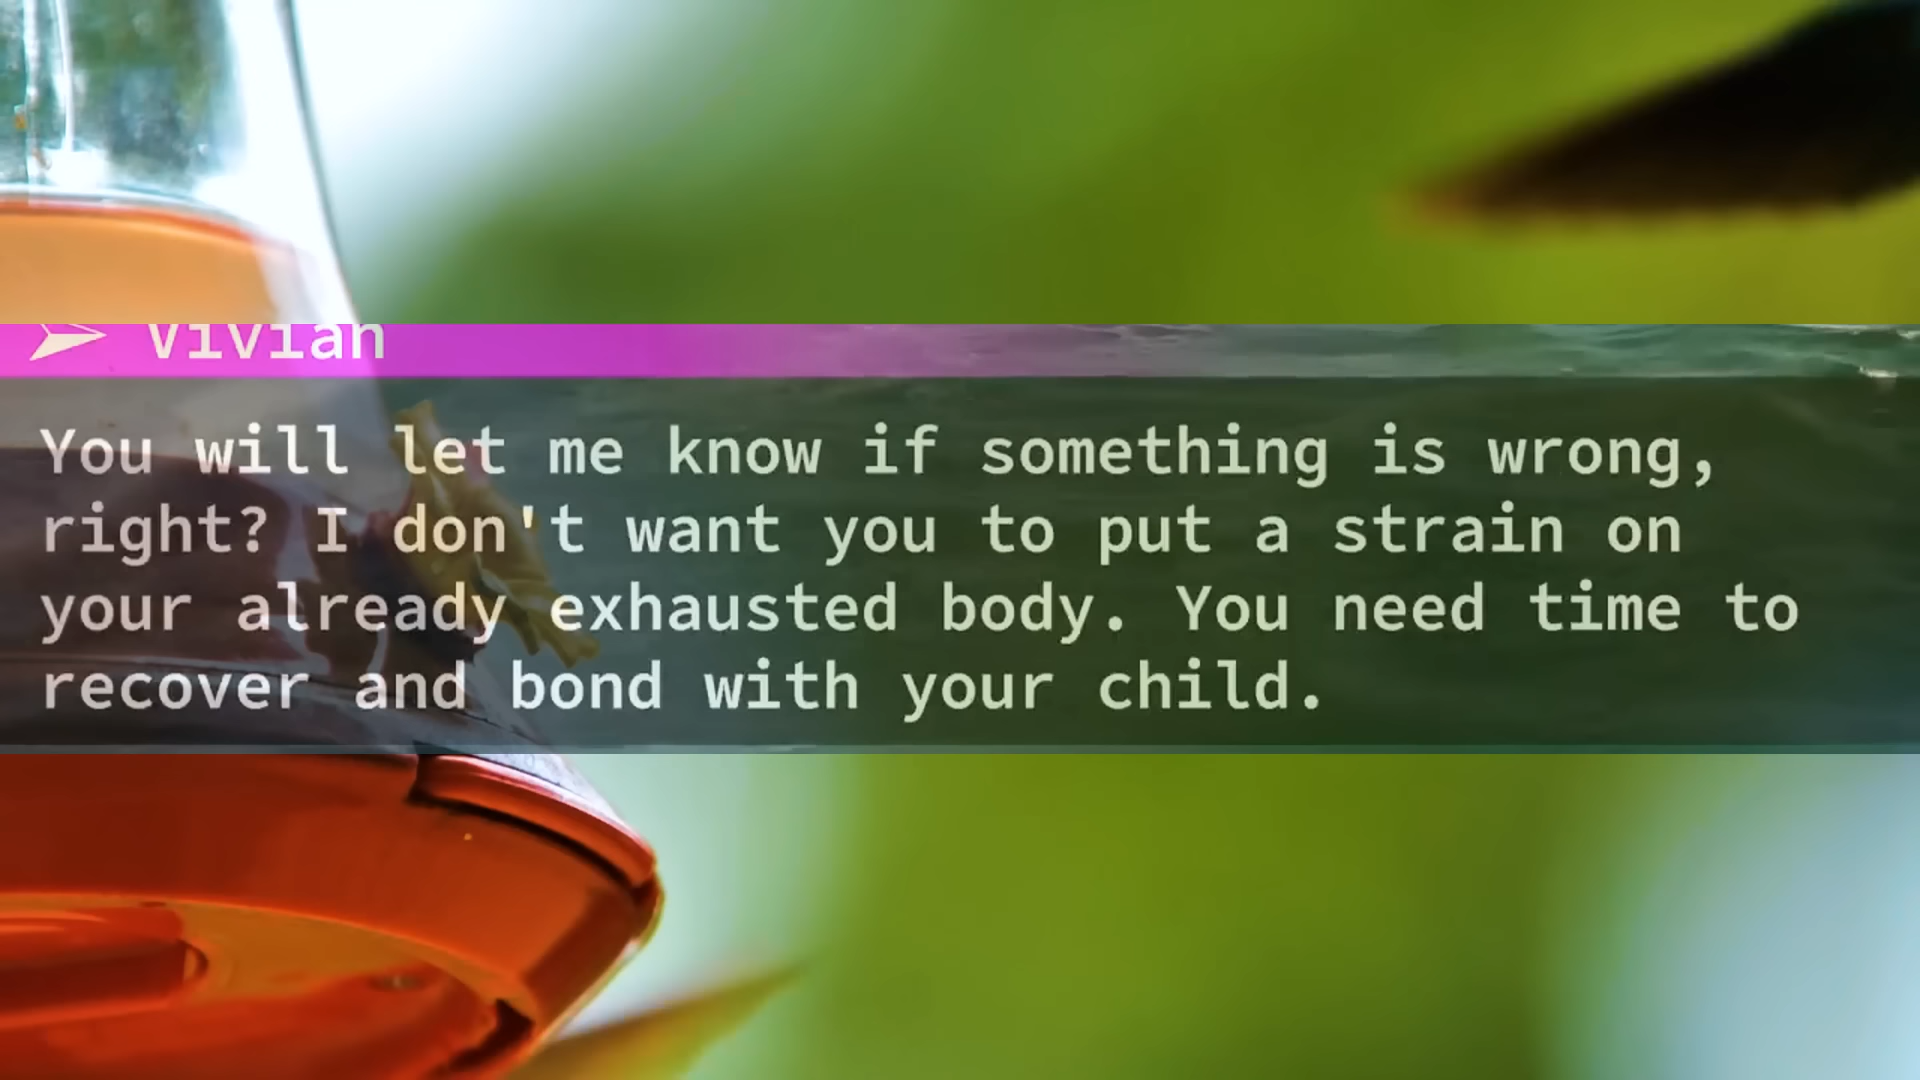 Vivian
You will let me know if something is wrong,
right? I don't want you to put a strain on
your already exhausted body. You need time to
recover and bond with your child.